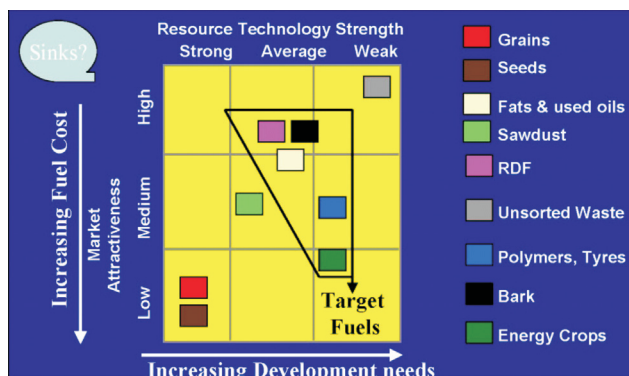 Sinks?
Resource Technology Strength
Strong Average Weak
Increasing Fuel Cost
Market
Attractiveness
High
Medium
Low
Target
Fuels
Increasing Development needs
Grains
Seeds
Fats & used oils
Sawdust
RDF
Unsorted Waste
Polymers, Tyres
Bark
Energy Crops